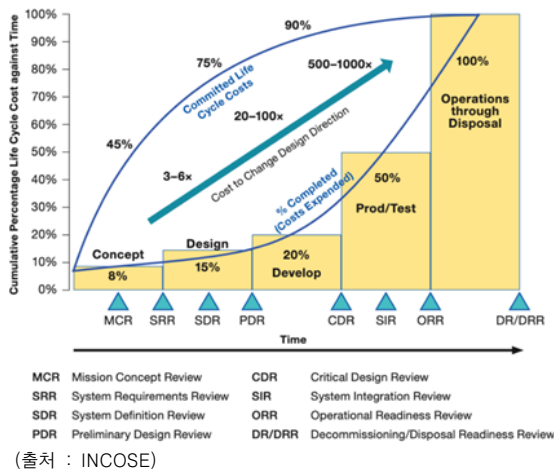 Cumulative Percentage Life Cycle Cost against Time
100%
90%
80%
70%
60%
50%
40%
30%
20%
10%
0%
45%
75%
90%
Committed Life
Cycle Costs
3–6×
20–100×
500–1000×
Cost to Change Design Direction
% Completed
(Costs Expended)
Concept
8%
Design
15%
20%
Develop
50%
Prod/Test
100%
Operations
through
Disposal
MCR SRR SDR PDR CDR SIR ORR DR/DRR
Time
MCR Mission Concept Review CDR Critical Design Review
SRR System Requirements Review SIR System Integration Review
SDR System Definition Review ORR Operational Readiness Review
PDR Preliminary Design Review DR/DRR Decommissioning/Disposal Readiness Review
(출처 : INCOSE)